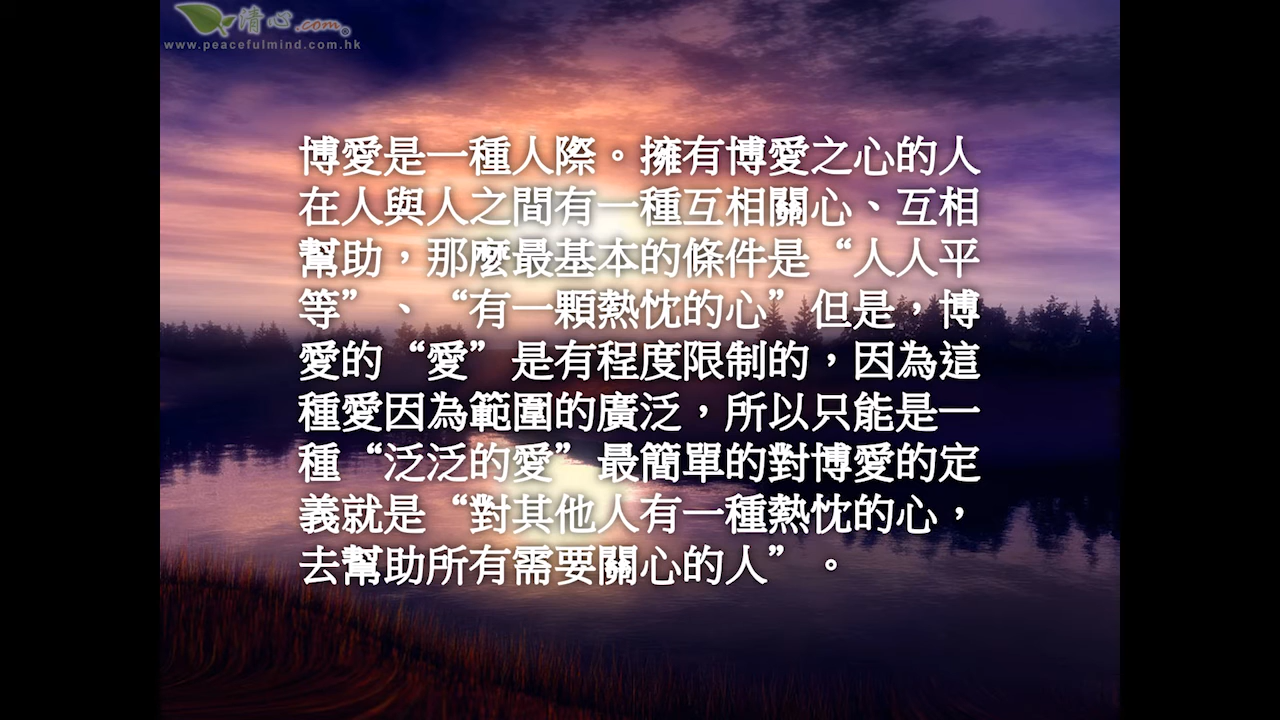 清心.com
www.peacefulmind.com.hk
博愛是一種人際。擁有博愛之心的人
在人與人之間有一種互相關心、互相
幫助，那麼最基本的條件是“人人平
等”、“有一顆熱忱的心”但是，博
愛的“愛”是有程度限制的，因為這
種愛因為範圍的廣泛，所以只能是一
種“泛泛的愛”最簡單的對博愛的定
義就是“對其他人有一種熱忱的心，
去幫助所有需要關心的人”。